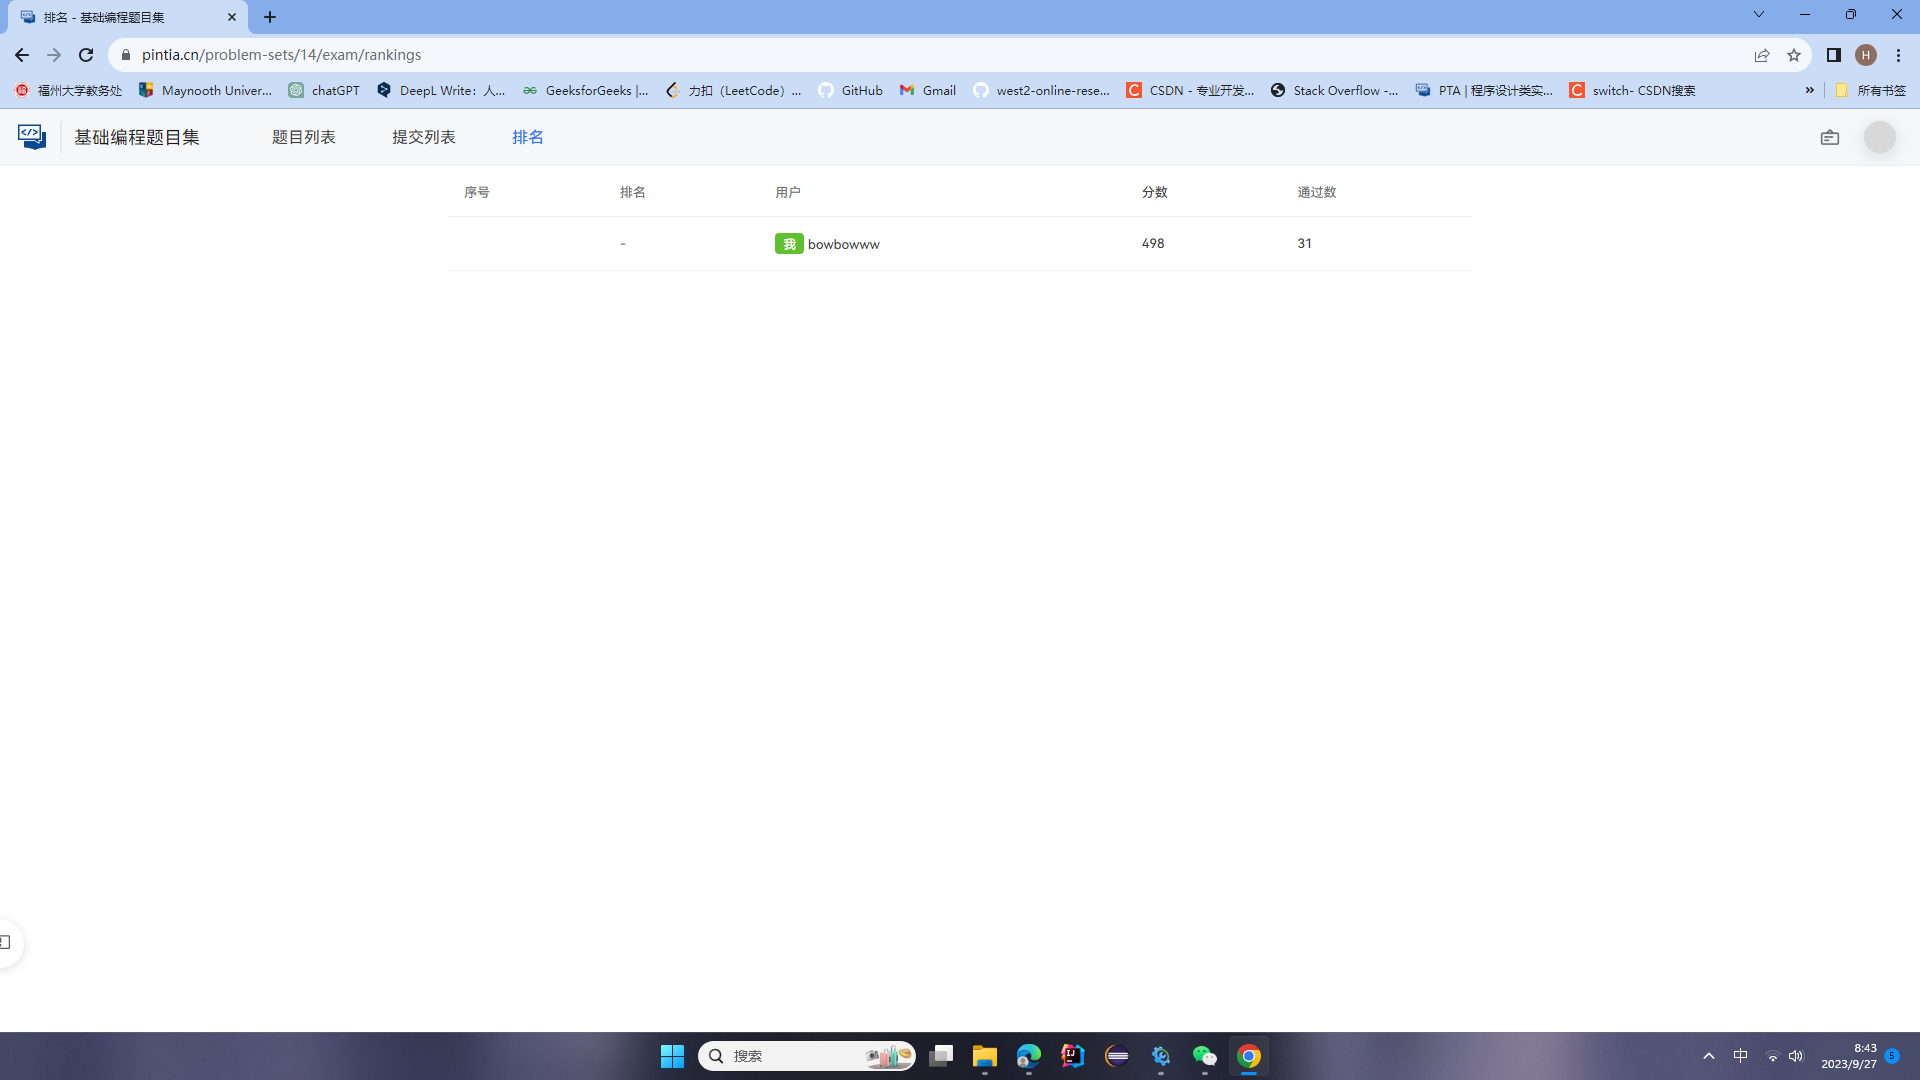 排名 - 基础编程题目集
pintia.cn/problem-sets/14/exam/rankings
H
福州大学教务处 Maynooth Univer... chatGPT DeepL Write：人... GeeksforGeeks |... 力扣（LeetCode）... GitHub Gmail west2-online-rese... CSDN - 专业开发... Stack Overflow -... PTA | 程序设计类实... switch- CSDN搜索 » 所有书签
基础编程题目集 题目列表 提交列表 排名
序号 排名 用户 分数 通过数
- 我 bowbowww 498 31
搜索
中
8:43
2023/9/27
5